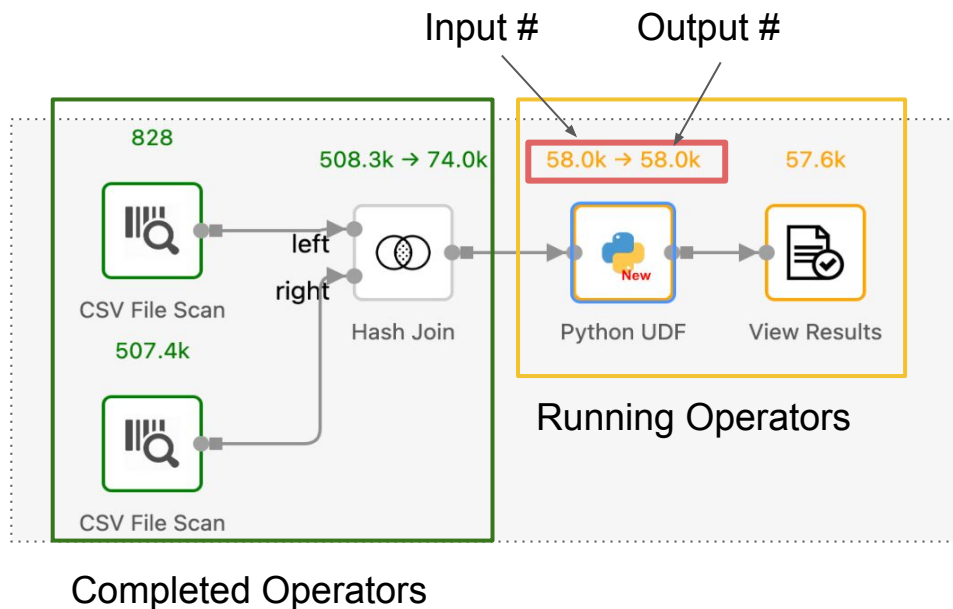 Input #
Output #
828
508.3k → 74.0k
58.0k → 58.0k
57.6k
left
right
New
CSV File Scan
Hash Join
Python UDF
View Results
507.4k
Running Operators
CSV File Scan
Completed Operators